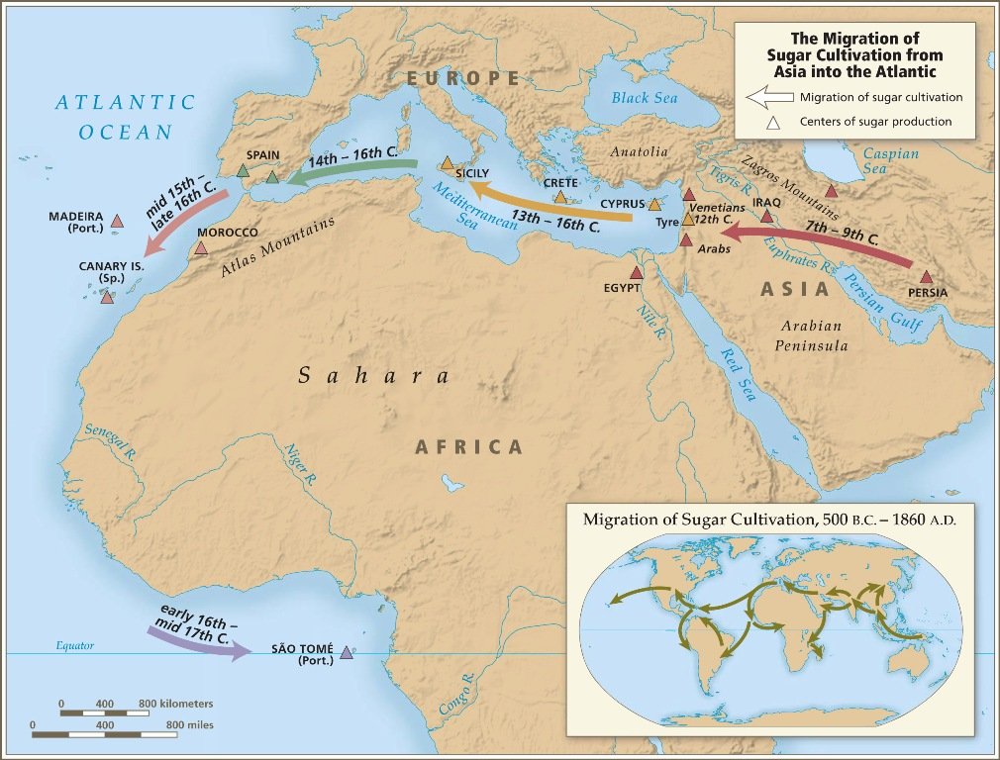 The Migration of
Sugar Cultivation from
Asia into the Atlantic
Migration of sugar cultivation
Centers of sugar production
EUROPE
ATLANTIC
OCEAN
Black Sea
Caspian
Sea
Anatolia
Zagros Mountains
Tigris R.
SPAIN
14th – 16th C.
SICILY
CRETE
CYPRUS
IRAQ
mid 15th –
late 16th C.
Mediterranean
Sea
13th – 16th C.
Tyre
Venetians
12th C.
Arabs
7th – 9th C.
MADEIRA
(Port.)
MOROCCO
Atlas Mountains
Euphrates R.
CANARY IS.
(Sp.)
EGYPT
ASIA
Persian Gulf
PERSIA
Nile R.
Arabian
Peninsula
Red Sea
Sahara
AFRICA
Senegal R.
Niger R.
Migration of Sugar Cultivation, 500 B.C. – 1860 A.D.
early 16th –
mid 17th C.
Equator
SÃO TOMÉ
(Port.)
Congo R.
0 400 800 kilometers
0 400 800 miles